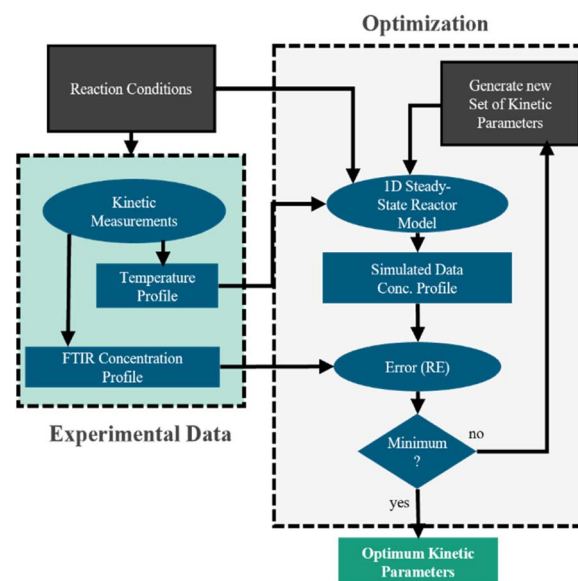 Optimization
Reaction Conditions
Generate new
Set of Kinetic
Parameters
Kinetic
Measurements
1D Steady-
State Reactor
Model
Temperature
Profile
Simulated Data
Conc. Profile
FTIR Concentration
Profile
Error (RE)
Experimental Data
Minimum
?
no
yes
Optimum Kinetic
Parameters